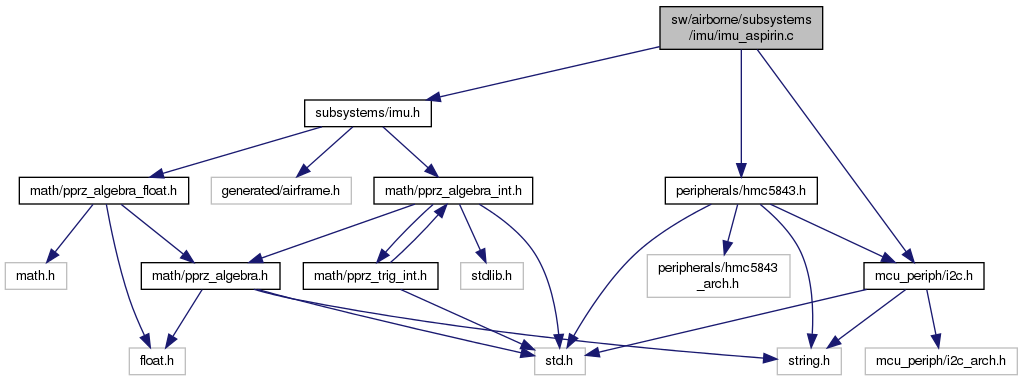 sw/airborne/subsystems
/imu/imu_aspirin.c
subsystems/imu.h
math/pprz_algebra_float.h
generated/airframe.h
math/pprz_algebra_int.h
peripherals/hmc5843.h
math.h
math/pprz_algebra.h
math/pprz_trig_int.h
stdlib.h
peripherals/hmc5843
_arch.h
mcu_periph/i2c.h
float.h
std.h
string.h
mcu_periph/i2c_arch.h